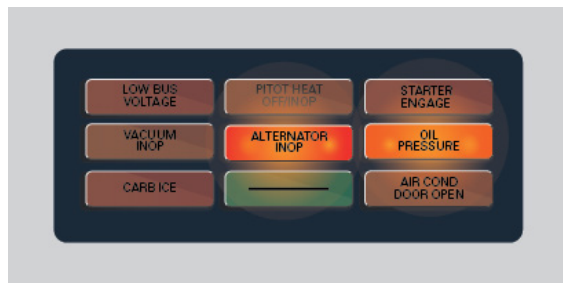 LOW BUS
VOLTAGE
PITOT HEAT
OFF/INOP
STARTER
ENGAGE
VACUUM
INOP
ALTERNATOR
INOP
OIL
PRESSURE
CARB ICE
AIR COND
DOOR OPEN